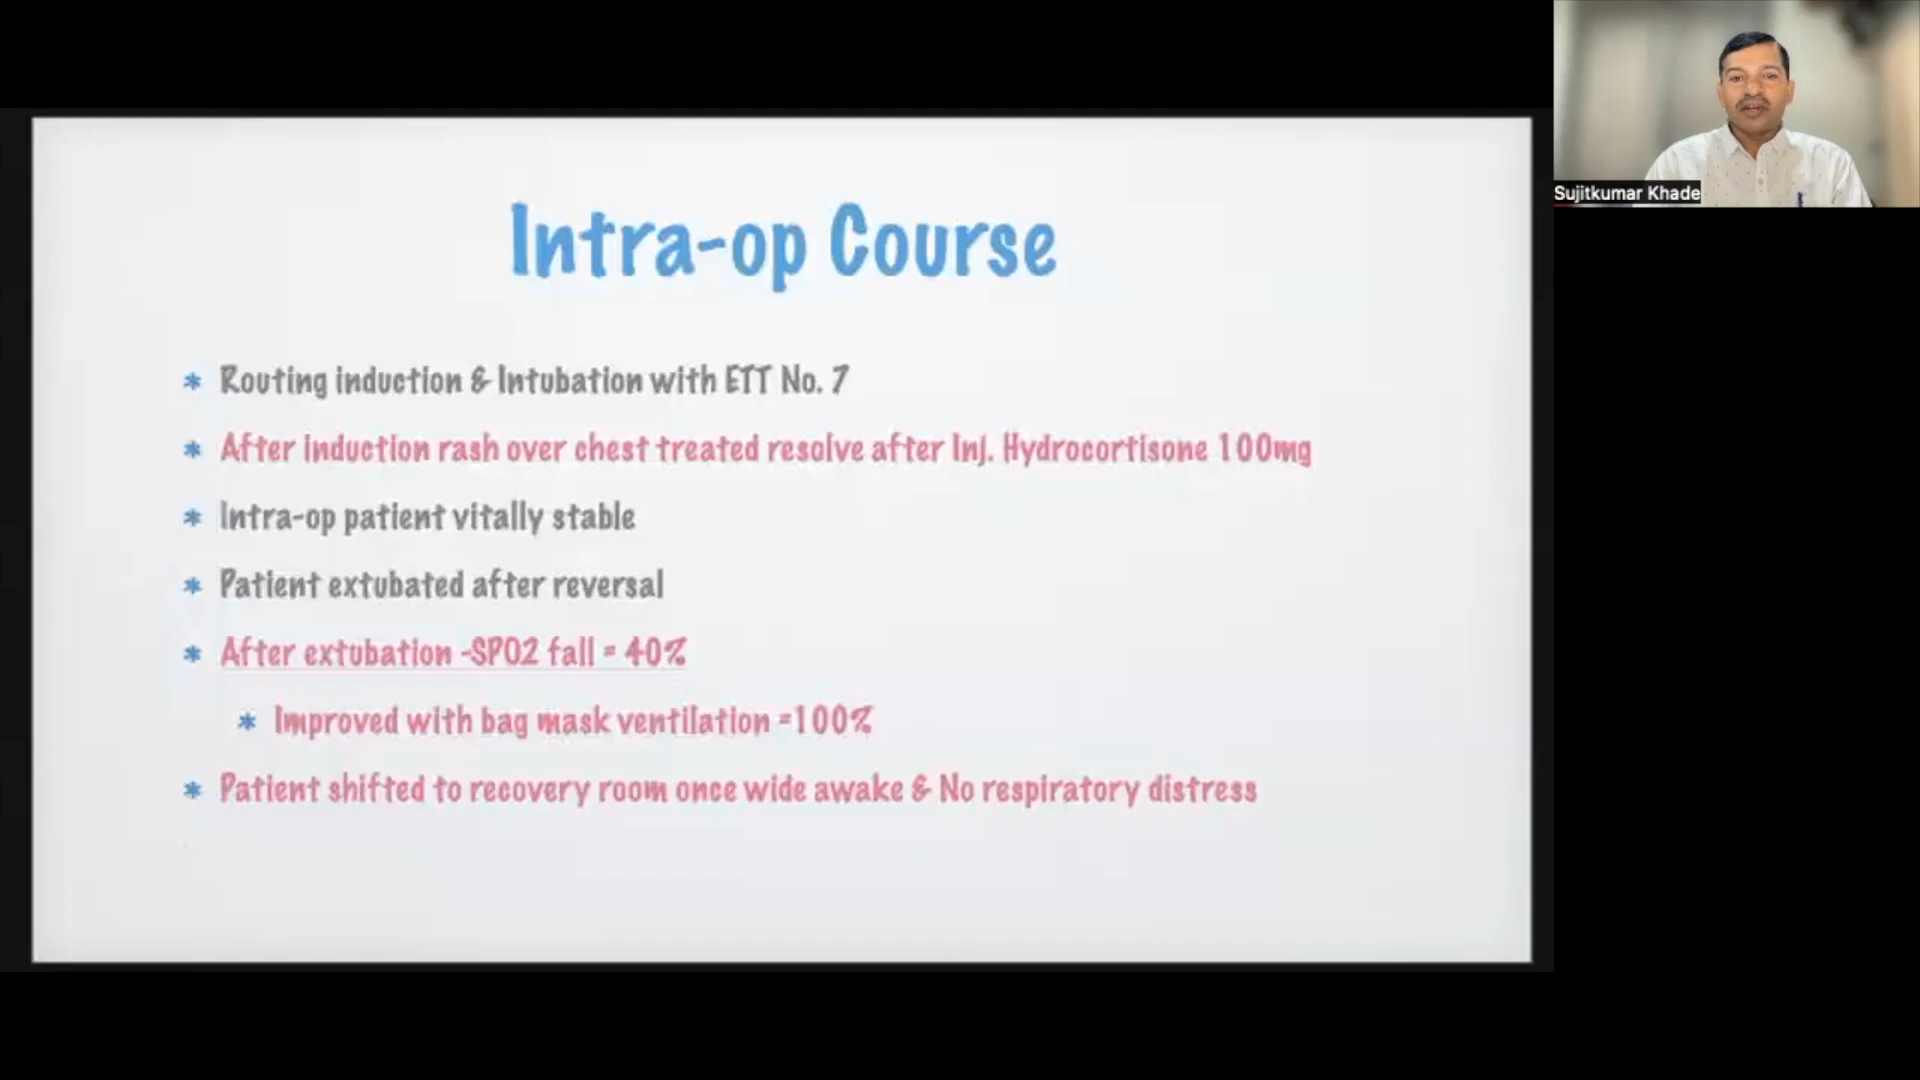 Intra-op Course
* Routing induction & Intubation with ETT No. 7
* After induction rash over chest treated resolve after Inj. Hydrocortisone 100mg
* Intra-op patient vitally stable
* Patient extubated after reversal
* After extubation -SPO2 fall = 40%
* Improved with bag mask ventilation =100%
* Patient shifted to recovery room once wide awake & No respiratory distress
Sujitkumar Khade